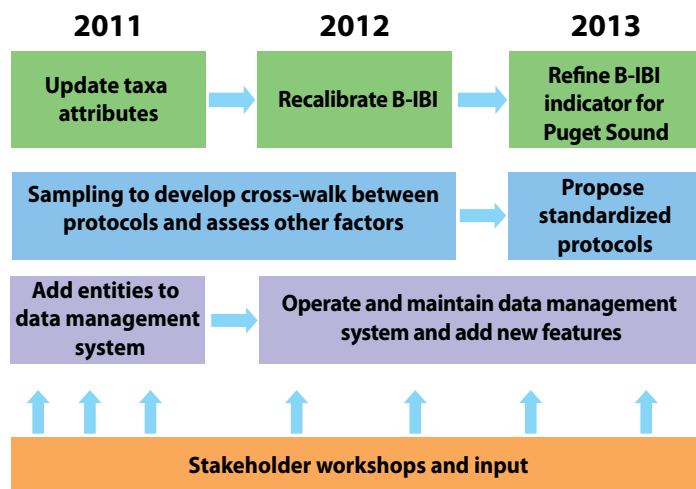 2011 2012 2013
Update taxa
attributes
Recalibrate B-IBI
Refine B-IBI
indicator for
Puget Sound
Sampling to develop cross-walk between
protocols and assess other factors
Propose
standardized
protocols
Add entities to
data management
system
Operate and maintain data management
system and add new features
Stakeholder workshops and input